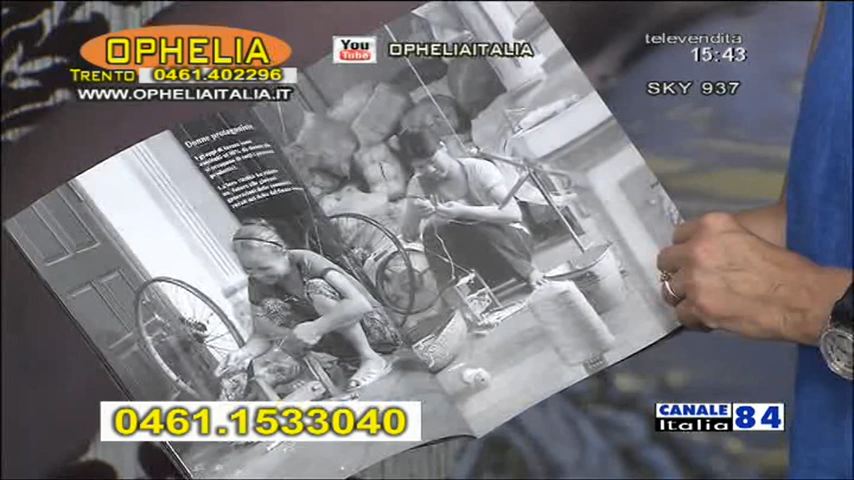 OPHELIA
TRENTO 0461.402296
WWW.OPHELIAITALIA.IT
You Tube OPHELIAITALIA
televendita
15:43
SKY 937
Donne protagoniste
0461.1533040
CANALE 84
Italia